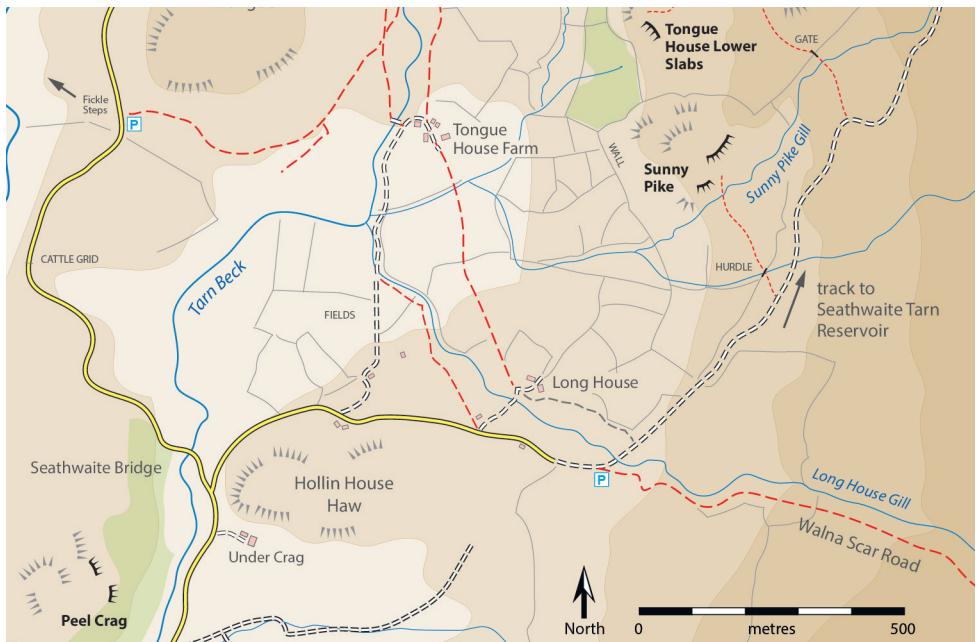 Tongue
House Lower
Slabs
GATE
Fickle
Steps
P
Tongue
House Farm
WALL
Sunny
Pike
Sunny Pike Gill
CATTLE GRID
Tarn Beck
HURDLE
track to
Seathwaite Tarn
Reservoir
FIELDS
Long House
Seathwaite Bridge
Hollin House
Haw
P
Long House Gill
Walna Scar Road
Under Crag
Peel Crag
North
0
metres
500